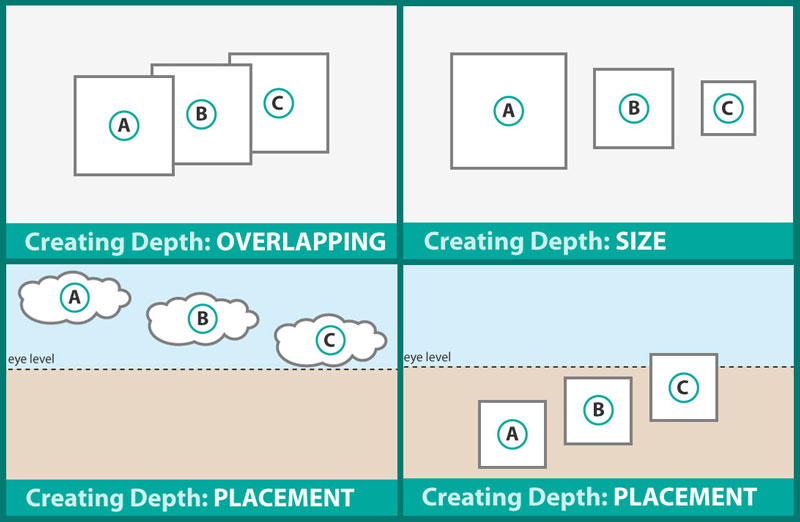 A
B
C
Creating Depth: OVERLAPPING
A
B
C
Creating Depth: SIZE
A
B
C
eye level
Creating Depth: PLACEMENT
eye level
C
B
A
Creating Depth: PLACEMENT